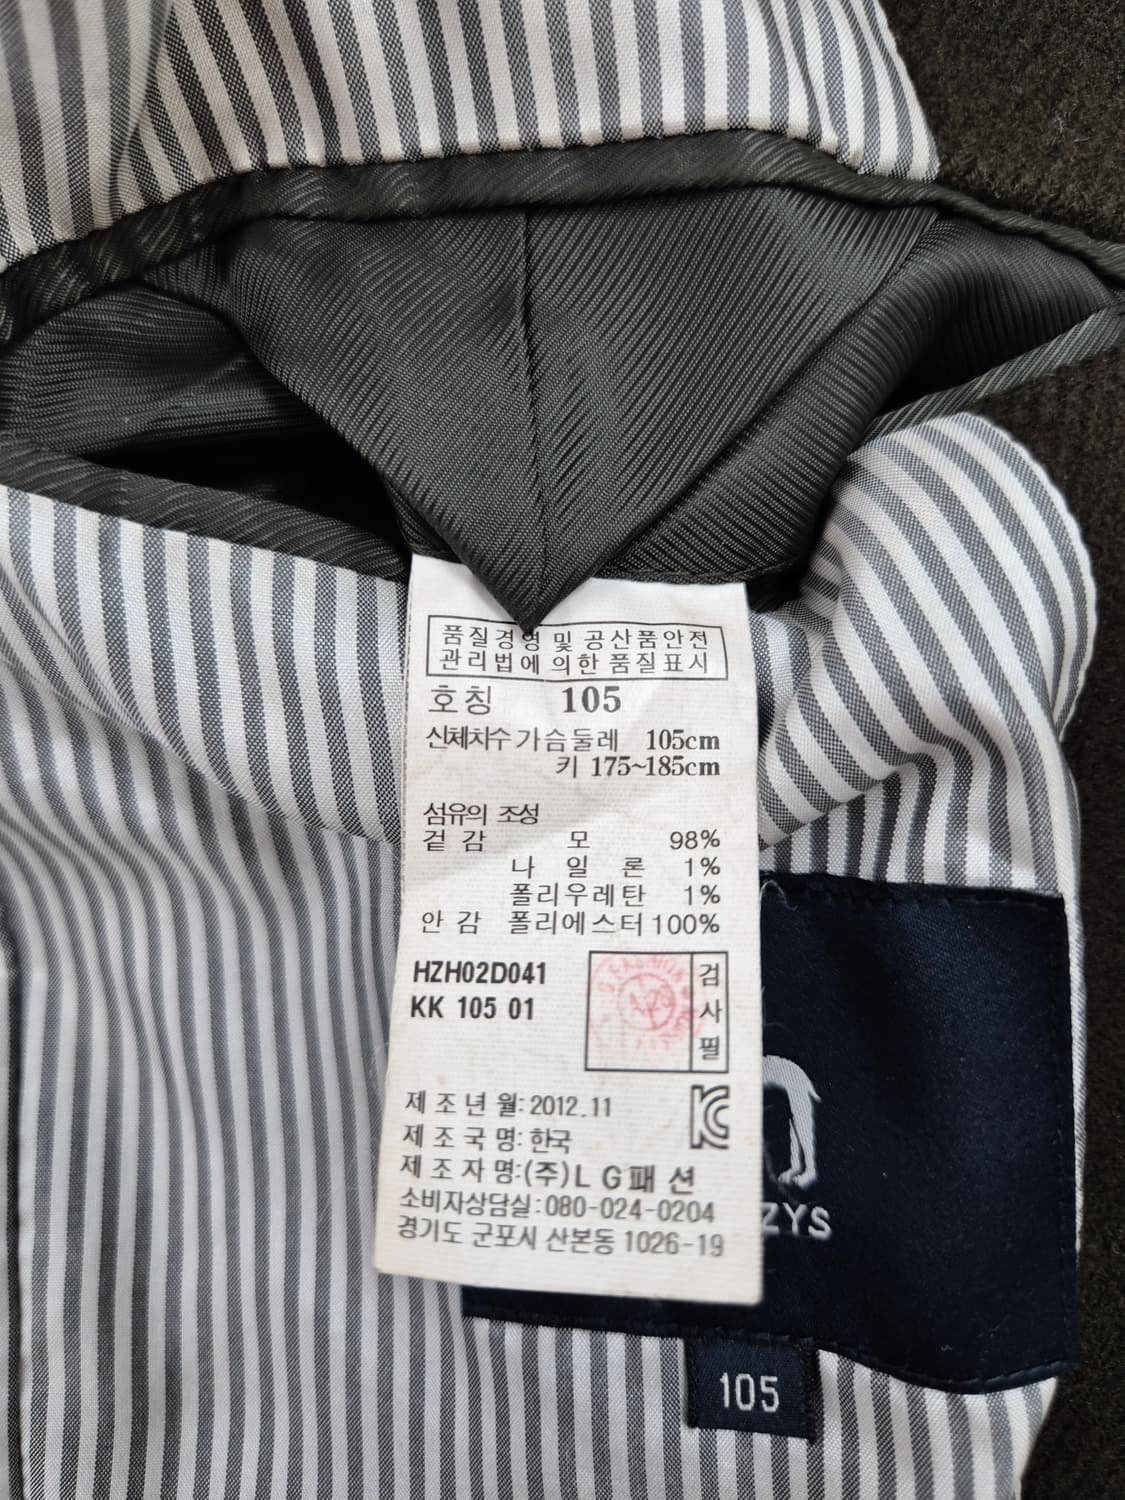 품질경영 및 공산품안전
관리법에 의한 품질표시
호칭 105
신체치수 가슴둘레 105cm
키 175~185cm
섬유의 조성
겉감 모 98%
나일론 1%
폴리우레탄 1%
안감 폴리에스터 100%
HZH02D041
KK 105 01
검사필
제조년월: 2012.11
제조국명: 한국
제조자명:(주)LG패션
소비자상담실:080-024-0204
경기도 군포시 산본동 1026-19
ZYS
105